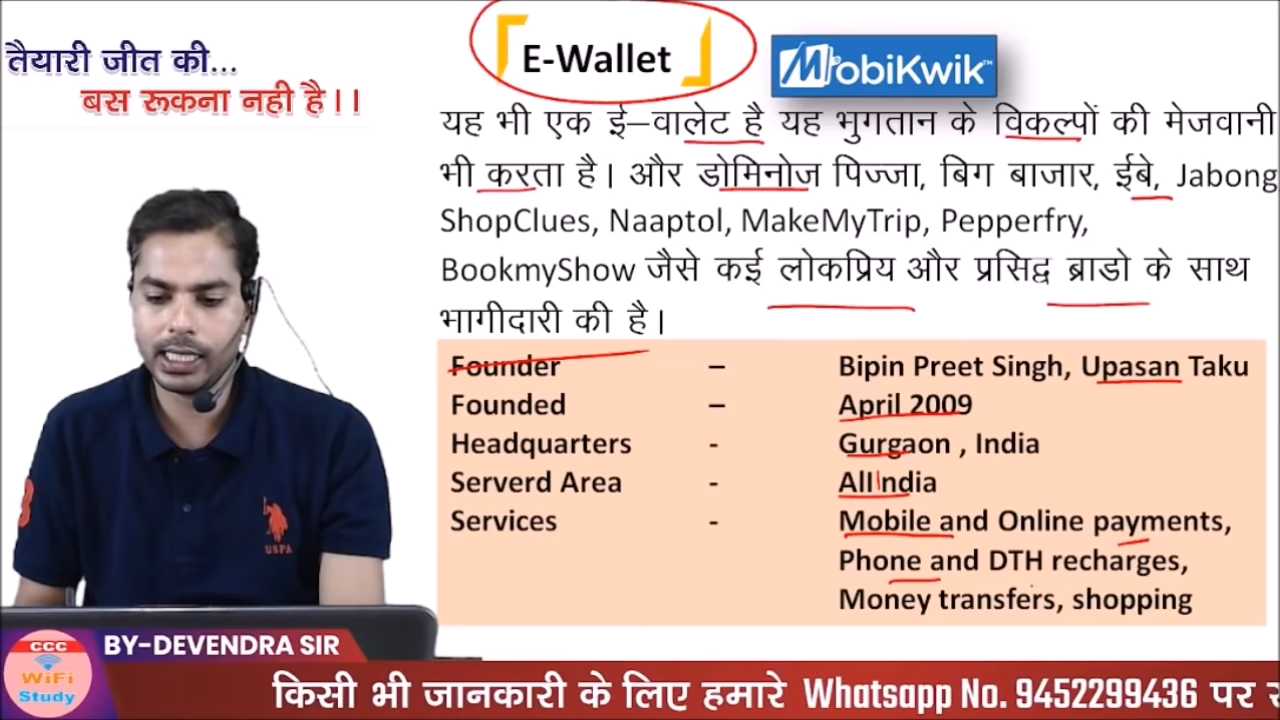 तैयारी जीत की...
बस रूकना नही है।।
E-Wallet
MobiKwik™
यह भी एक ई–वालेट है यह भुगतान के विकल्पों की मेजवानी
भी करता है। और डोमिनोज पिज्जा, बिग बाजार, ईबे, Jabong
ShopClues, Naaptol, MakeMyTrip, Pepperfry,
BookmyShow जैसे कई लोकप्रिय और प्रसिद्व ब्राडो के साथ
भागीदारी की है।
Founder – Bipin Preet Singh, Upasan Taku
Founded – April 2009
Headquarters - Gurgaon , India
Serverd Area - AllIndia
Services - Mobile and Online payments,
Phone and DTH recharges,
Money transfers, shopping
USPA
CCC
WiFi
Study
BY-DEVENDRA SIR
किसी भी जानकारी के लिए हमारे Whatsapp No. 9452299436 पर